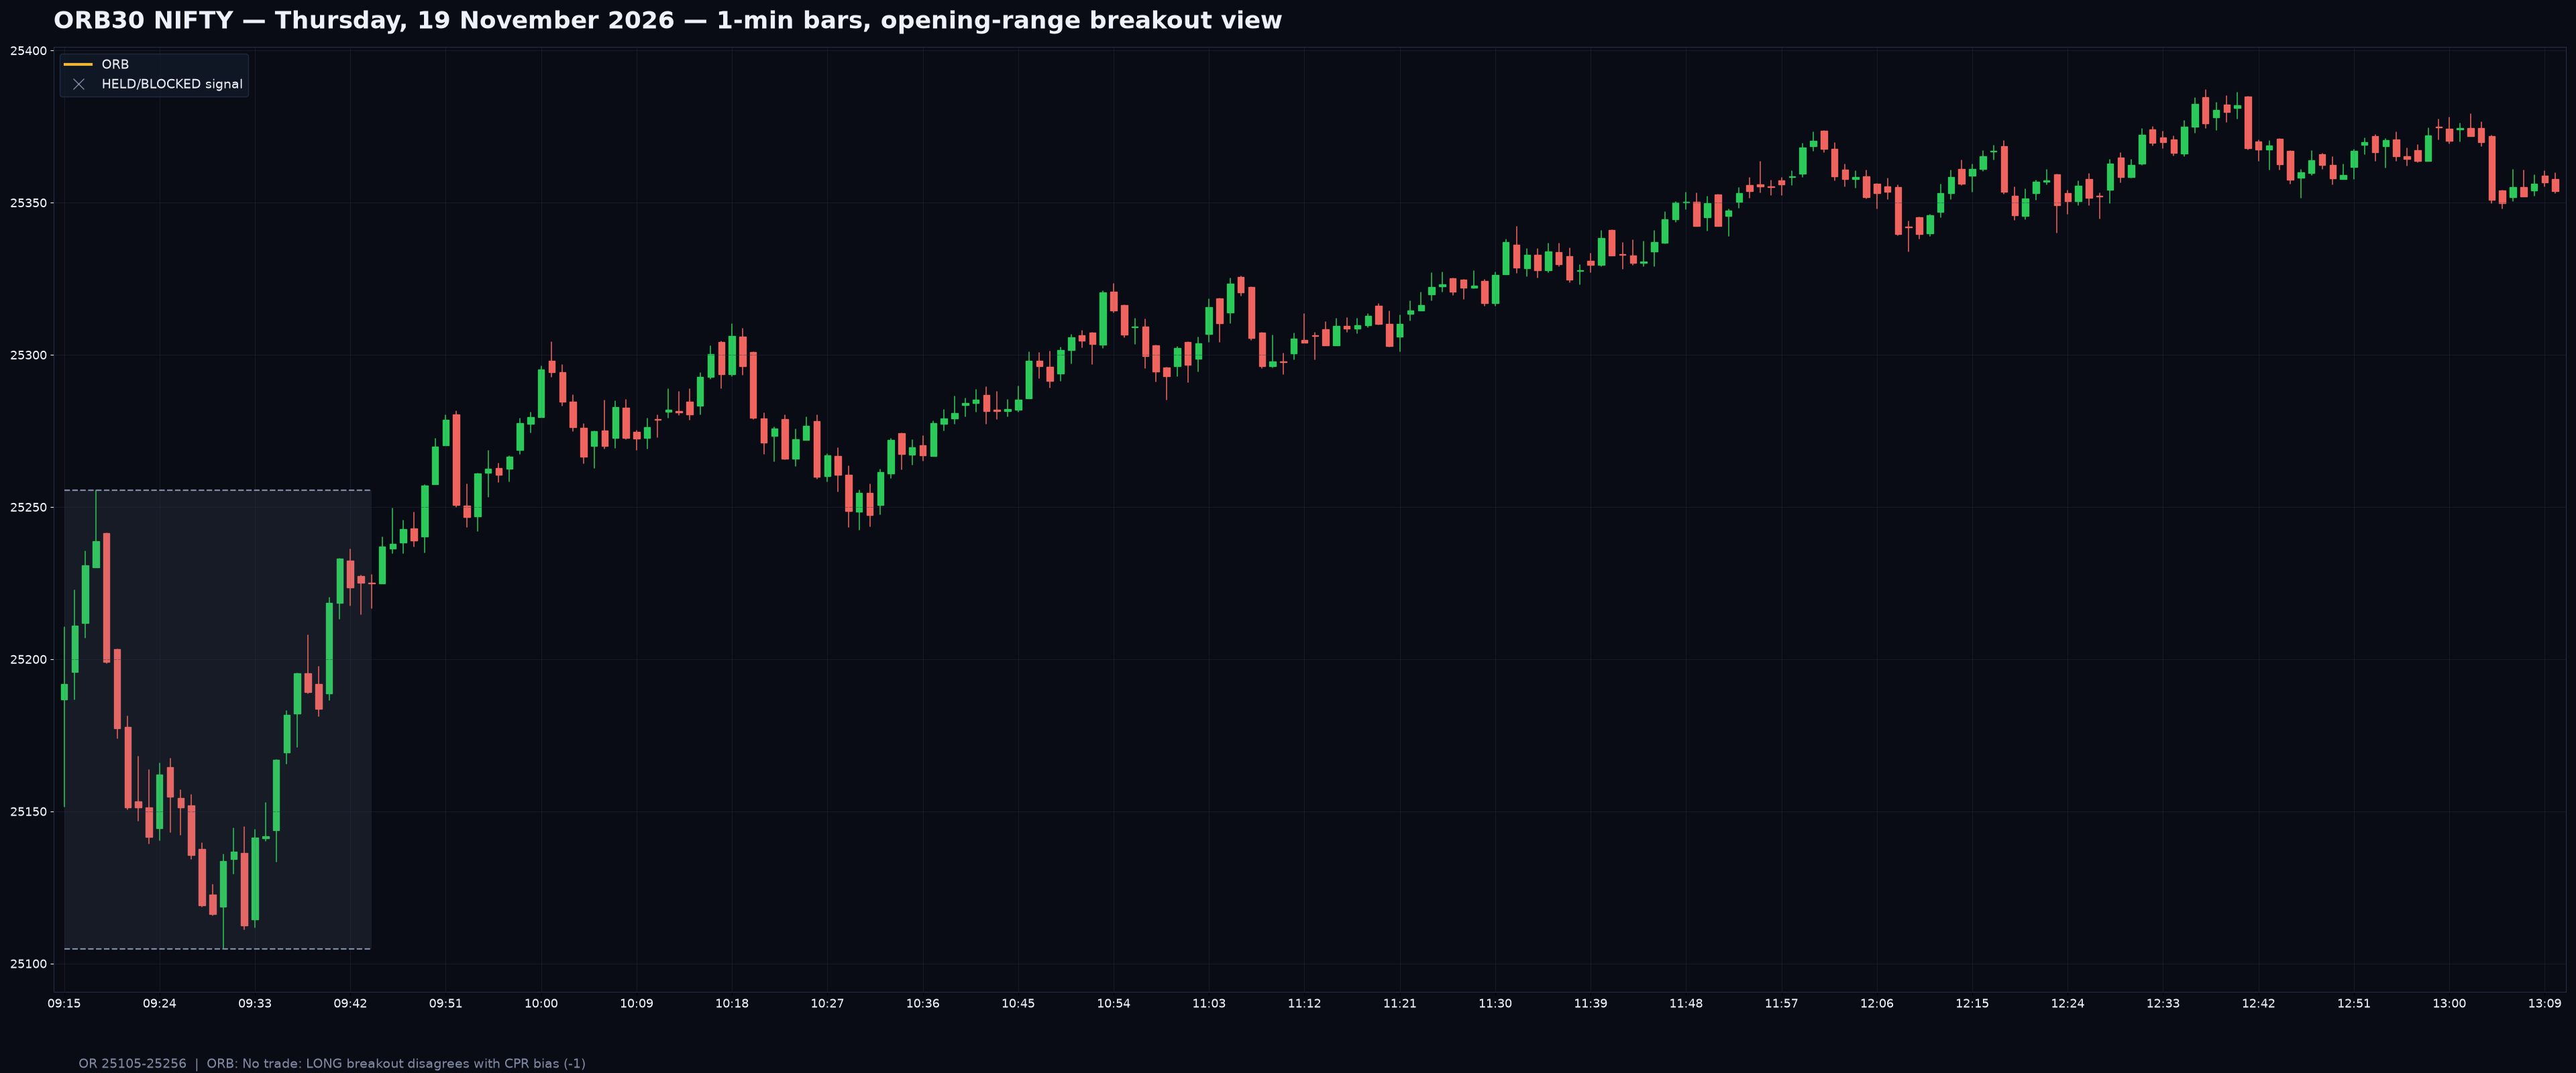 ORB30 NIFTY — Thursday, 19 November 2026 — 1-min bars, opening-range breakout view
25400
ORB
HELD/BLOCKED signal
25350
25300
25250
25200
25150
25100
09:15 09:24 09:33 09:42 09:51 10:00 10:09 10:18 10:27 10:36 10:45 10:54 11:03 11:12 11:21 11:30 11:39 11:48 11:57 12:06 12:15 12:24 12:33 12:42 12:51 13:00 13:09
OR 25105-25256 | ORB: No trade: LONG breakout disagrees with CPR bias (-1)